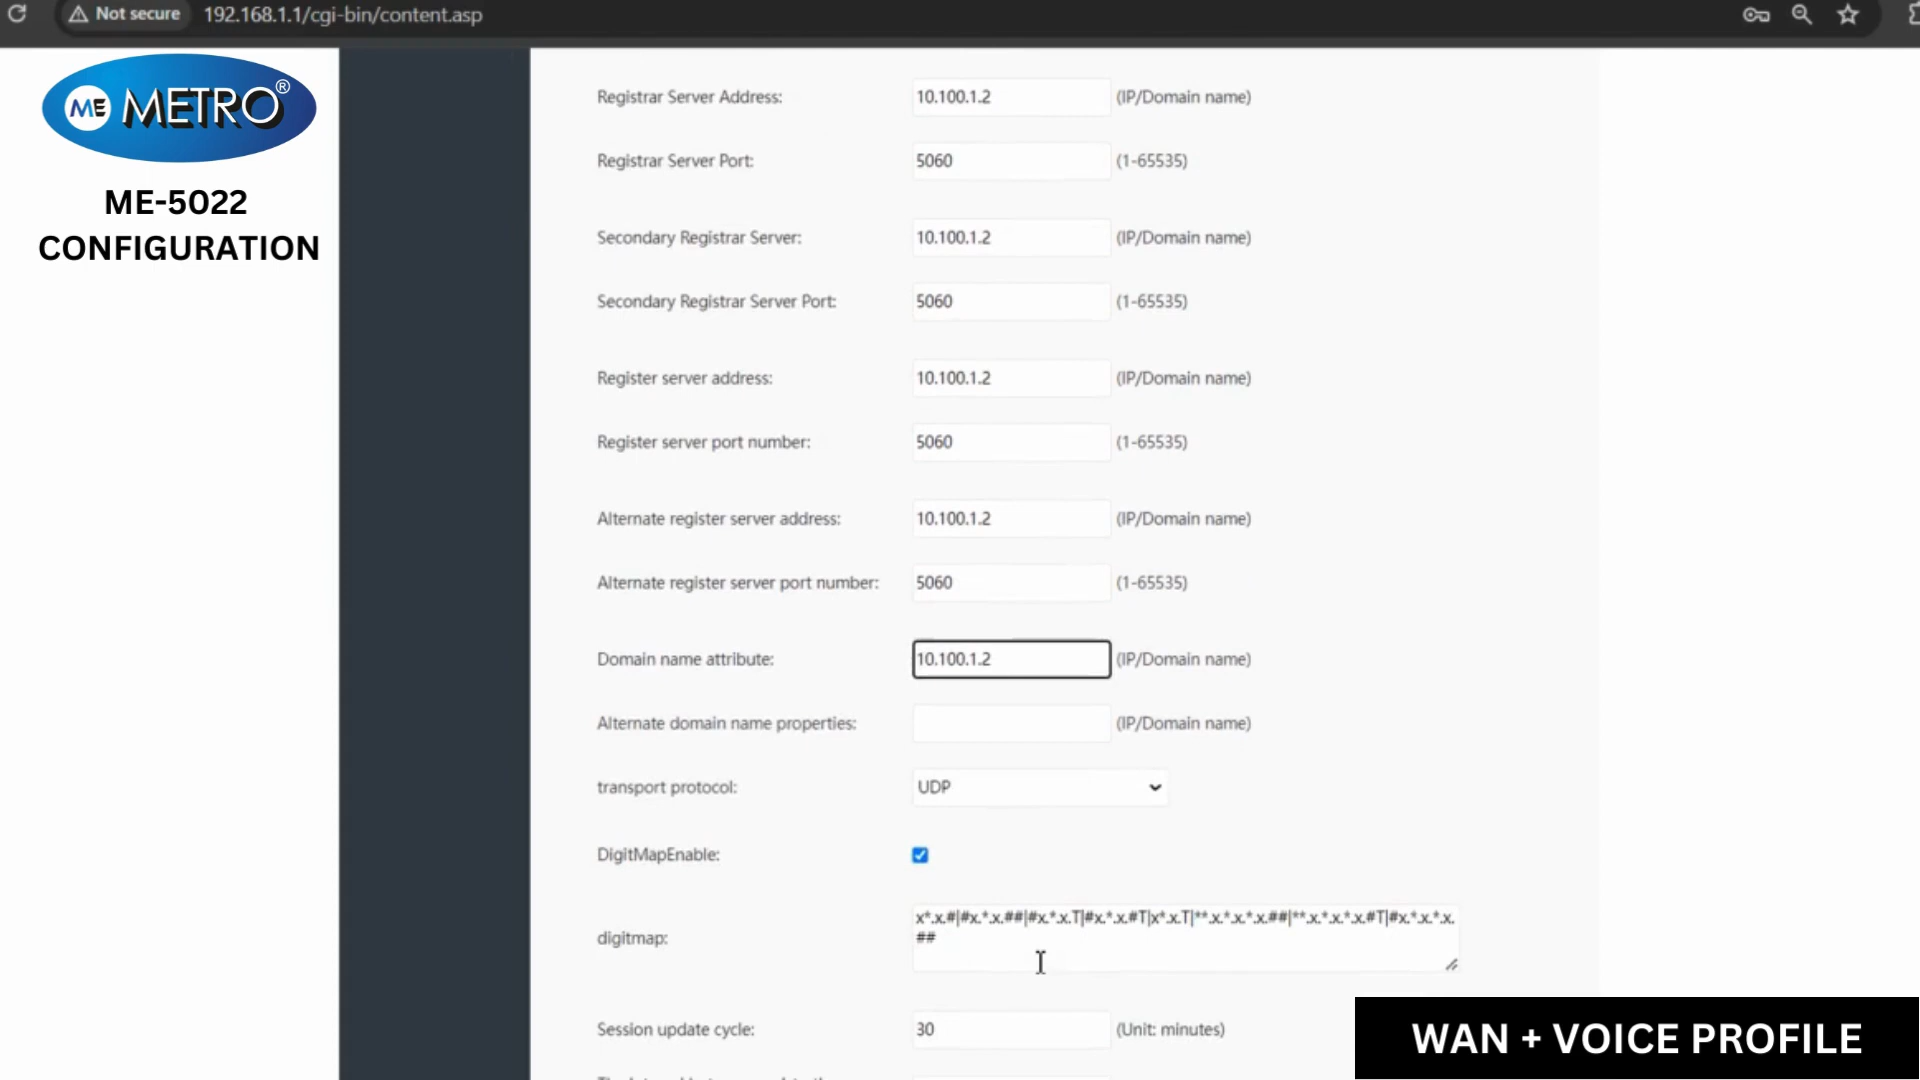 Not secure 192.168.1.1/cgi-bin/content.asp
ME METRO®
ME-5022
CONFIGURATION
Registrar Server Address: 10.100.1.2 (IP/Domain name)
Registrar Server Port: 5060 (1-65535)
Secondary Registrar Server: 10.100.1.2 (IP/Domain name)
Secondary Registrar Server Port: 5060 (1-65535)
Register server address: 10.100.1.2 (IP/Domain name)
Register server port number: 5060 (1-65535)
Alternate register server address: 10.100.1.2 (IP/Domain name)
Alternate register server port number: 5060 (1-65535)
Domain name attribute: 10.100.1.2 (IP/Domain name)
Alternate domain name properties: (IP/Domain name)
transport protocol: UDP
DigitMapEnable:
digitmap: x*.x.#|#x.*.x.##|#x.*.x.T|#x.*.x.#T|x*.x.T|**.x.*.x.*.x.##|**.x.*.x.*.x.#T|#x.*.x.*.x.
##
Session update cycle: 30 (Unit: minutes)
WAN + VOICE PROFILE